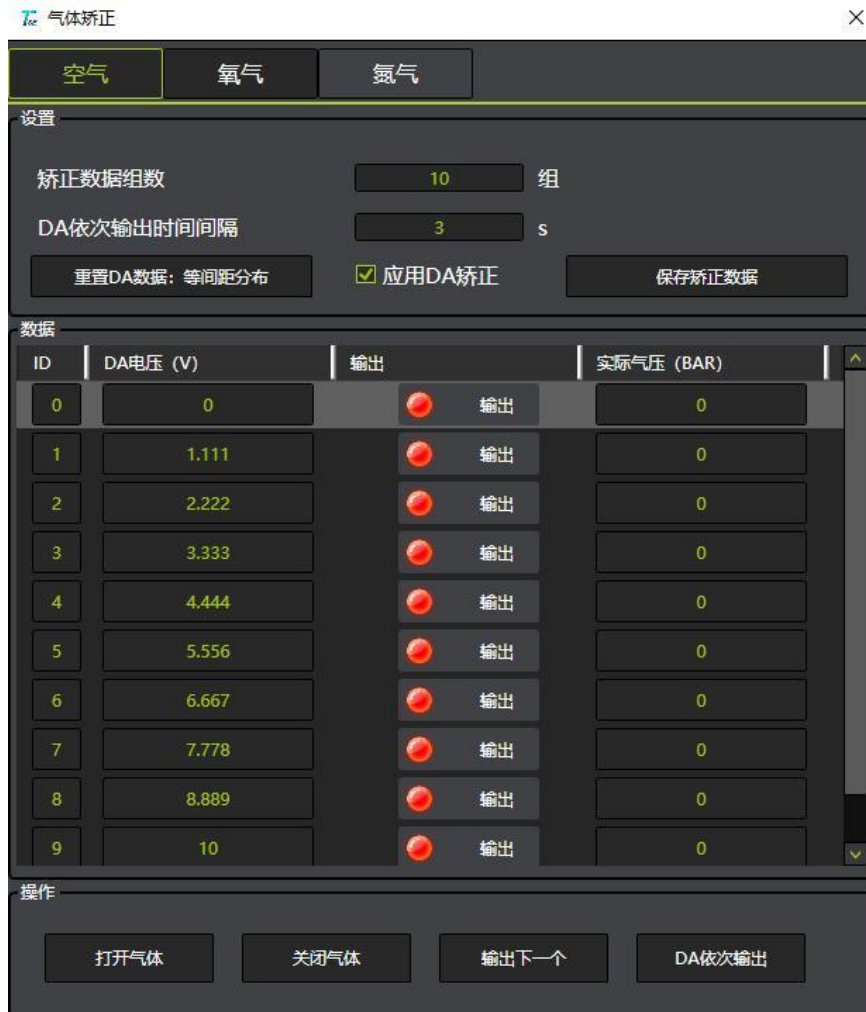 气体矫正
空气 氧气 氮气
设置
矫正数据组数 10 组
DA依次输出时间间隔 3 s
重置DA数据：等间距分布 应用DA矫正 保存矫正数据
数据
ID DA电压（V） 输出 实际气压（BAR）
0 0 输出 0
1 1.111 输出 0
2 2.222 输出 0
3 3.333 输出 0
4 4.444 输出 0
5 5.556 输出 0
6 6.667 输出 0
7 7.778 输出 0
8 8.889 输出 0
9 10 输出 0
操作
打开气体 关闭气体 输出下一个 DA依次输出